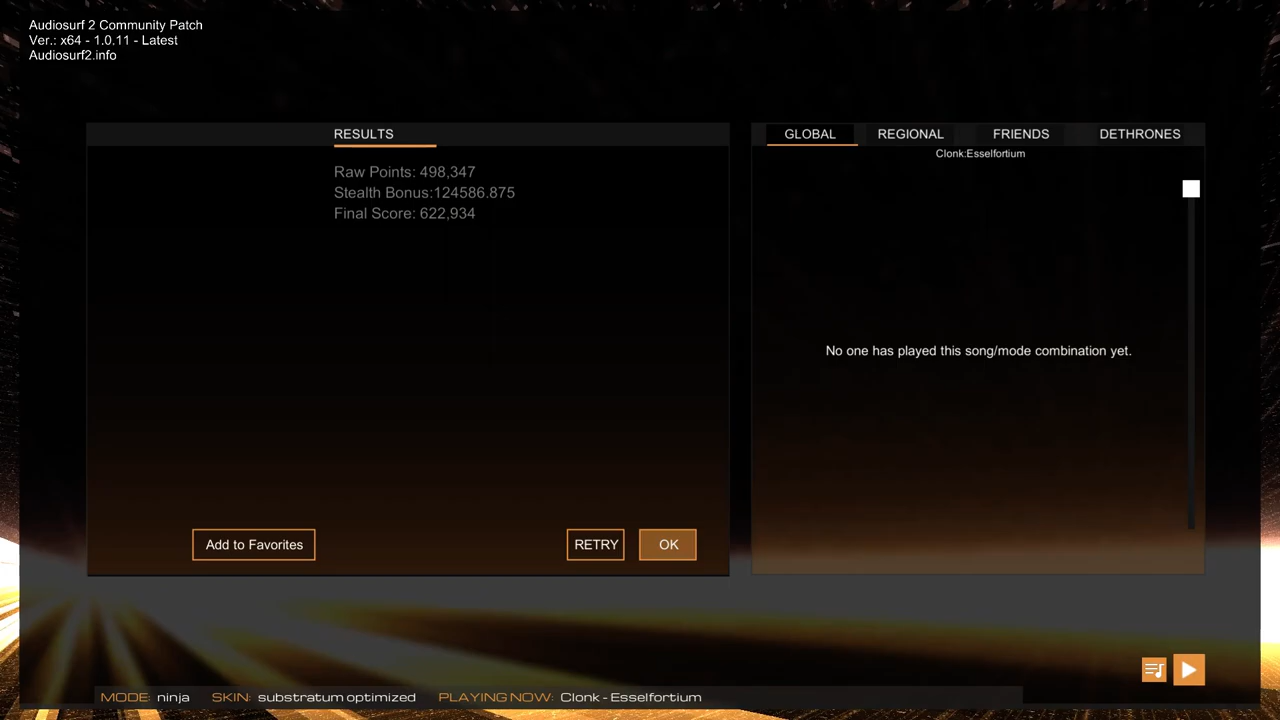 Audiosurf 2 Community Patch
Ver.: x64 - 1.0.11 - Latest
Audiosurf2.info
RESULTS
Raw Points: 498,347
Stealth Bonus:124586.875
Final Score: 622,934
Add to Favorites
RETRY
OK
GLOBAL
REGIONAL
FRIENDS
DETHRONES
Clonk:Esselfortium
No one has played this song/mode combination yet.
MODE: ninja SKIN: substratum optimized PLAYING NOW: Clonk - Esselfortium